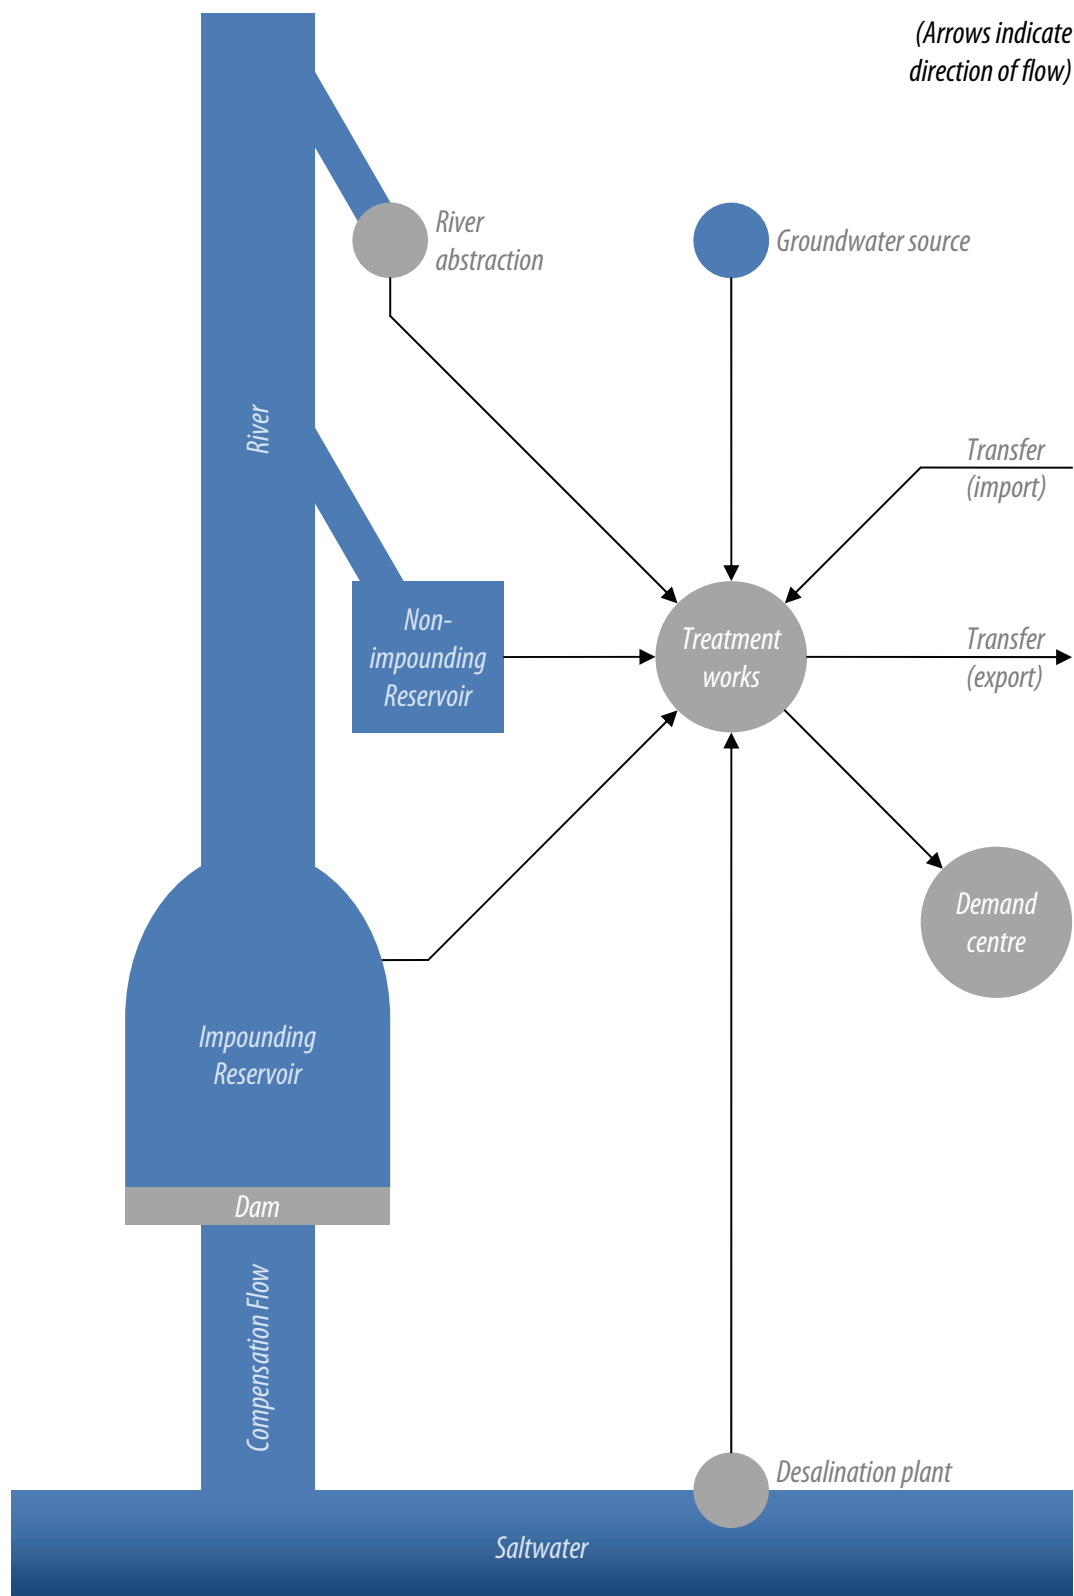 (Arrows indicate
direction of flow)
River
abstraction
Groundwater source
River
Transfer
(import)
Non-
impounding
Reservoir
Treatment
works
Transfer
(export)
Demand
centre
Impounding
Reservoir
Dam
Compensation Flow
Desalination plant
Saltwater